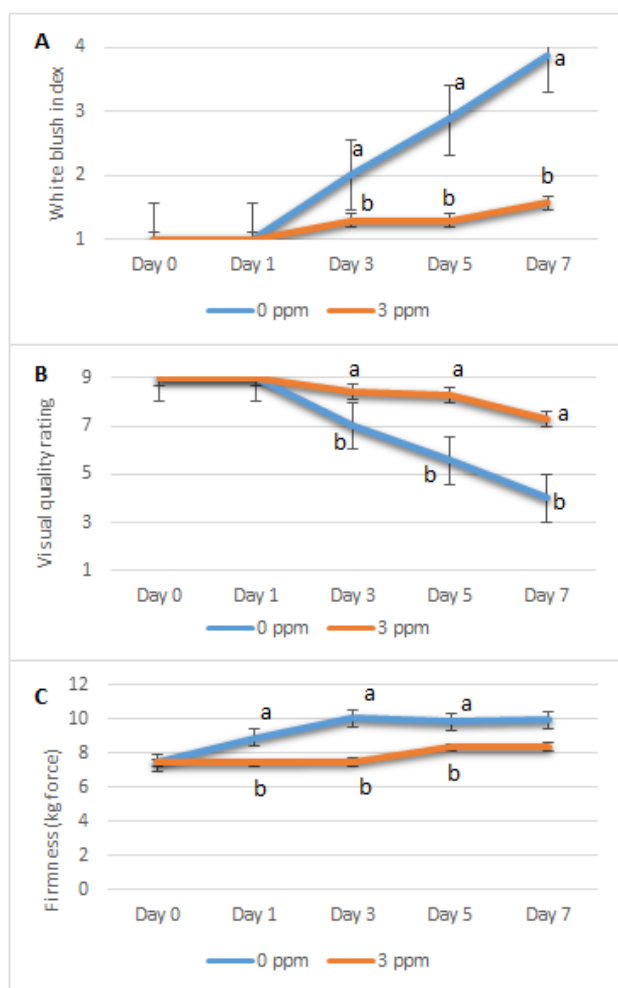 A
White blush index
4
3
2
1
a
a
a
b
b
b
Day 0 Day 1 Day 3 Day 5 Day 7
0 ppm 3 ppm
B
Visual quality rating
9
7
5
3
1
a
a
a
b
b
b
Day 0 Day 1 Day 3 Day 5 Day 7
0 ppm 3 ppm
C
Firmness (kg force)
12
10
8
6
4
2
0
a
a
a
b
b
b
Day 0 Day 1 Day 3 Day 5 Day 7
0 ppm 3 ppm